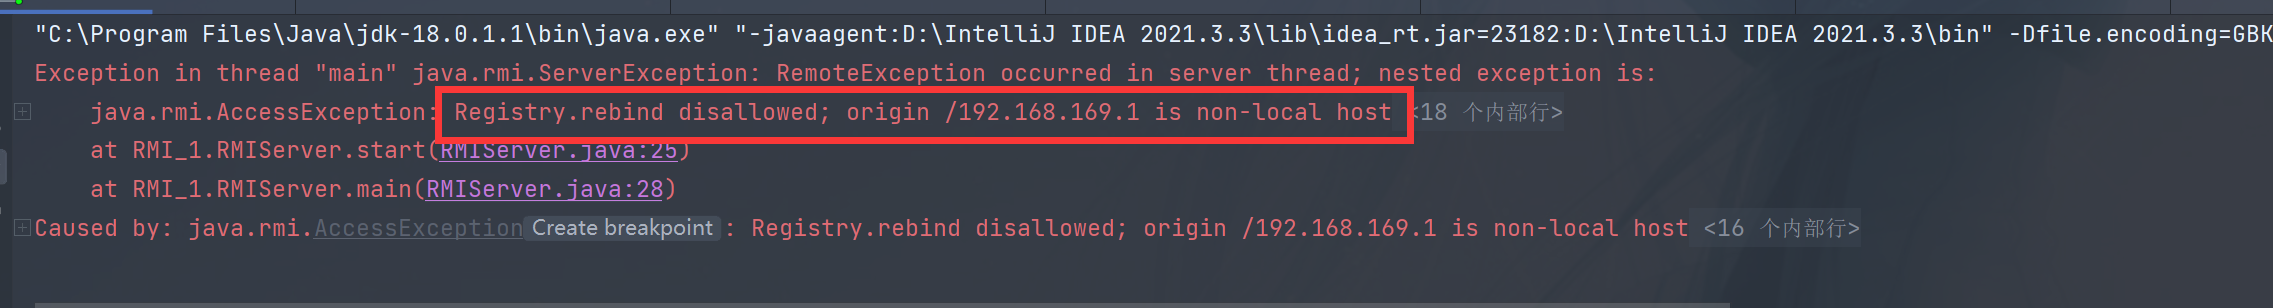 "C:\Program Files\Java\jdk-18.0.1.1\bin\java.exe" "-javaagent:D:\IntelliJ IDEA 2021.3.3\lib\idea_rt.jar=23182:D:\IntelliJ IDEA 2021.3.3\bin" -Dfile.encoding=GBK
Exception in thread "main" java.rmi.ServerException: RemoteException occurred in server thread; nested exception is:
java.rmi.AccessException: Registry.rebind disallowed; origin /192.168.169.1 is non-local host <18 个内部行>
at RMI_1.RMIServer.start(RMIServer.java:25)
at RMI_1.RMIServer.main(RMIServer.java:28)
Caused by: java.rmi.AccessException Create breakpoint : Registry.rebind disallowed; origin /192.168.169.1 is non-local host <16 个内部行>